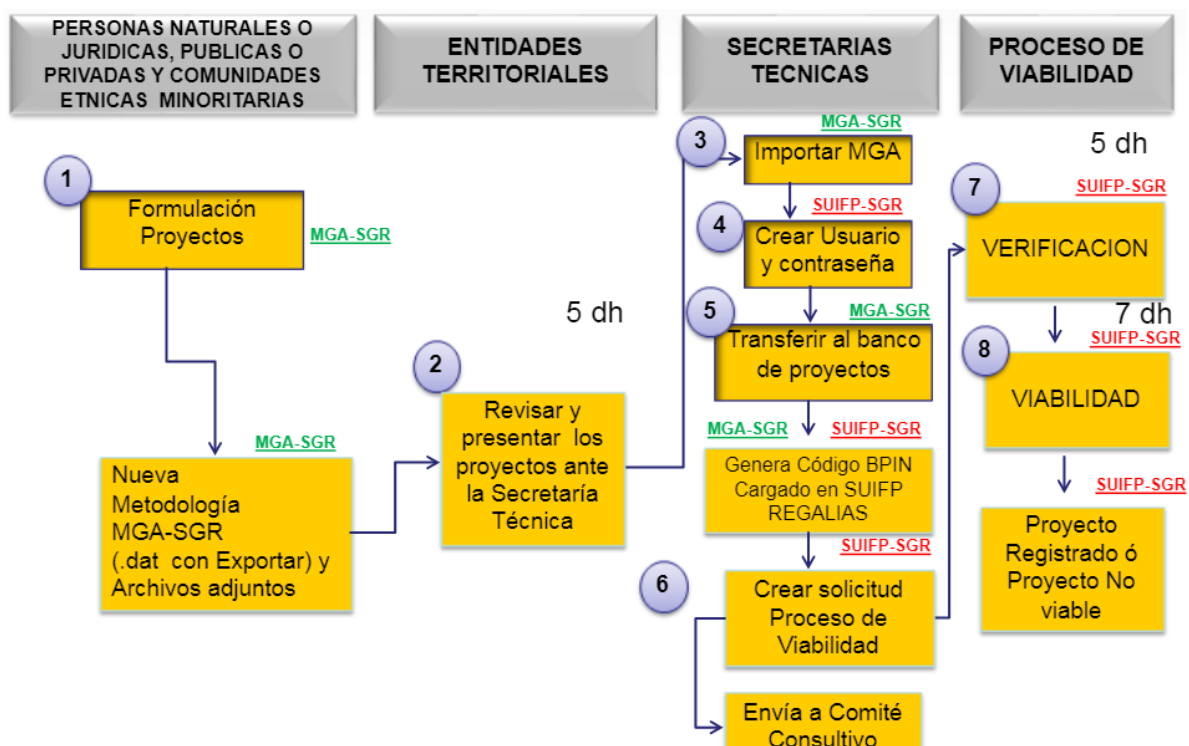 PERSONAS NATURALES O
JURIDICAS, PUBLICAS O
PRIVADAS Y COMUNIDADES
ETNICAS MINORITARIAS
ENTIDADES
TERRITORIALES
SECRETARIAS
TECNICAS
PROCESO DE
VIABILIDAD
1
Formulación
Proyectos
MGA-SGR
MGA-SGR
Nueva
Metodología
MGA-SGR
(.dat con Exportar) y
Archivos adjuntos
5 dh
2
Revisar y
presentar los
proyectos ante
la Secretaría
Técnica
3
MGA-SGR
Importar MGA
SUIFP-SGR
4
Crear Usuario
y contraseña
5
MGA-SGR
Transferir al banco
de proyectos
MGA-SGR
SUIFP-SGR
Genera Código BPIN
Cargado en SUIFP
REGALIAS
SUIFP-SGR
6
Crear solicitud
Proceso de
Viabilidad
Envía a Comité
Consultivo
5 dh
7
SUIFP-SGR
VERIFICACION
7 dh
SUIFP-SGR
8
VIABILIDAD
SUIFP-SGR
Proyecto
Registrado ó
Proyecto No
viable